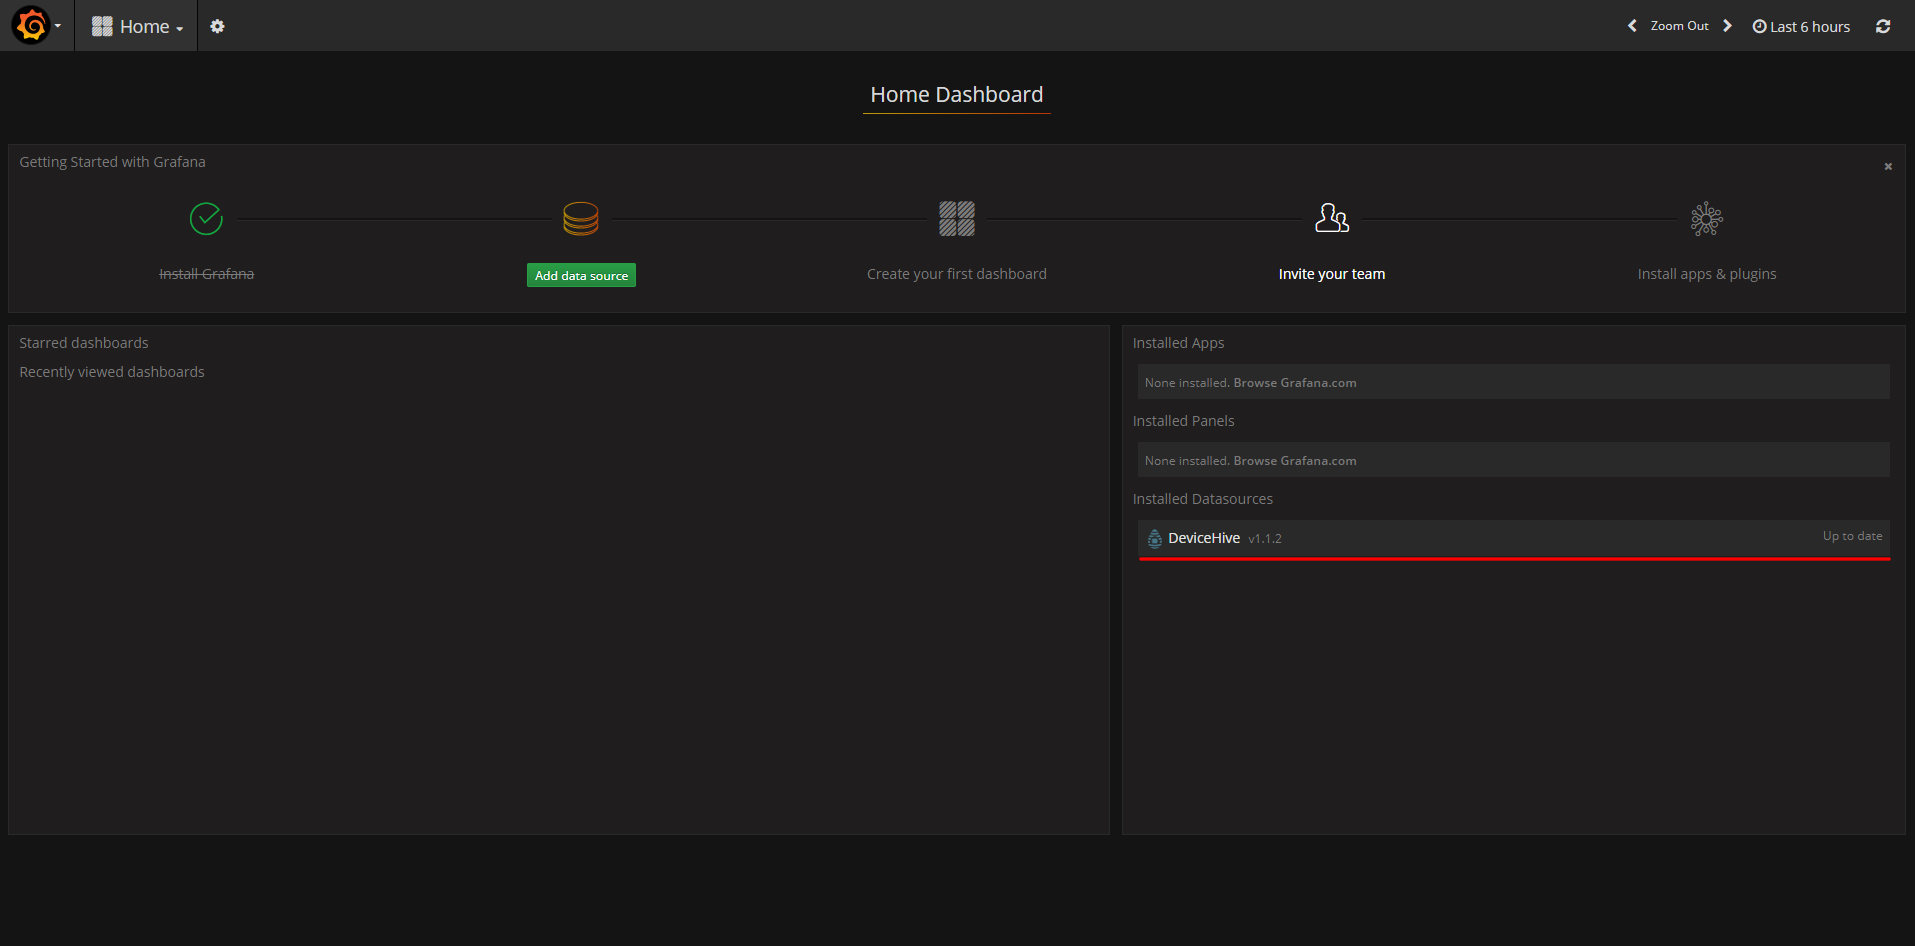 Home
Zoom Out
Last 6 hours
Home Dashboard
Getting Started with Grafana
Install Grafana
Add data source
Create your first dashboard
Invite your team
Install apps & plugins
Starred dashboards
Recently viewed dashboards
Installed Apps
None installed. Browse Grafana.com
Installed Panels
None installed. Browse Grafana.com
Installed Datasources
DeviceHive v1.1.2 Up to date